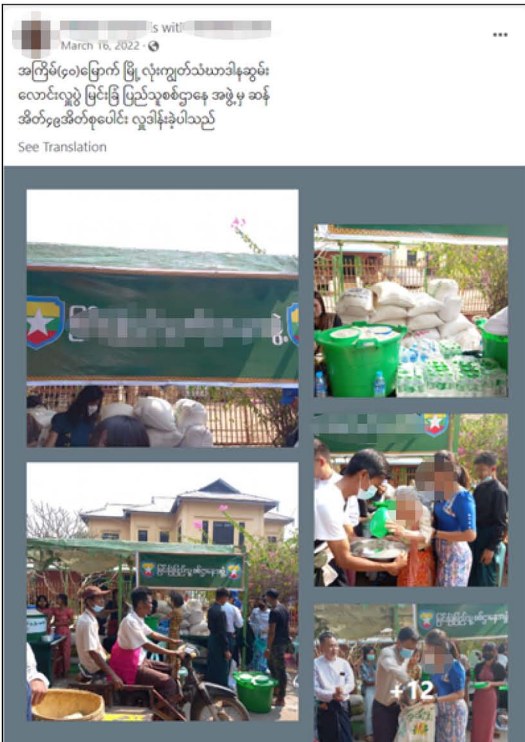 s with
March 16, 2022
...
အကြိမ်(၄၀)မြောက် မြို့လုံးကျွတ်သံဃာဒါနဆွမ်း
လောင်းလှူပွဲ မြင်းခြံ ပြည်သူ့စစ်ဌာနေ အဖွဲ့မှ ဆန်
အိတ်၄၉အိတ်စုပေါင်း လှူဒါန်းခဲ့ပါသည်
See Translation
+12